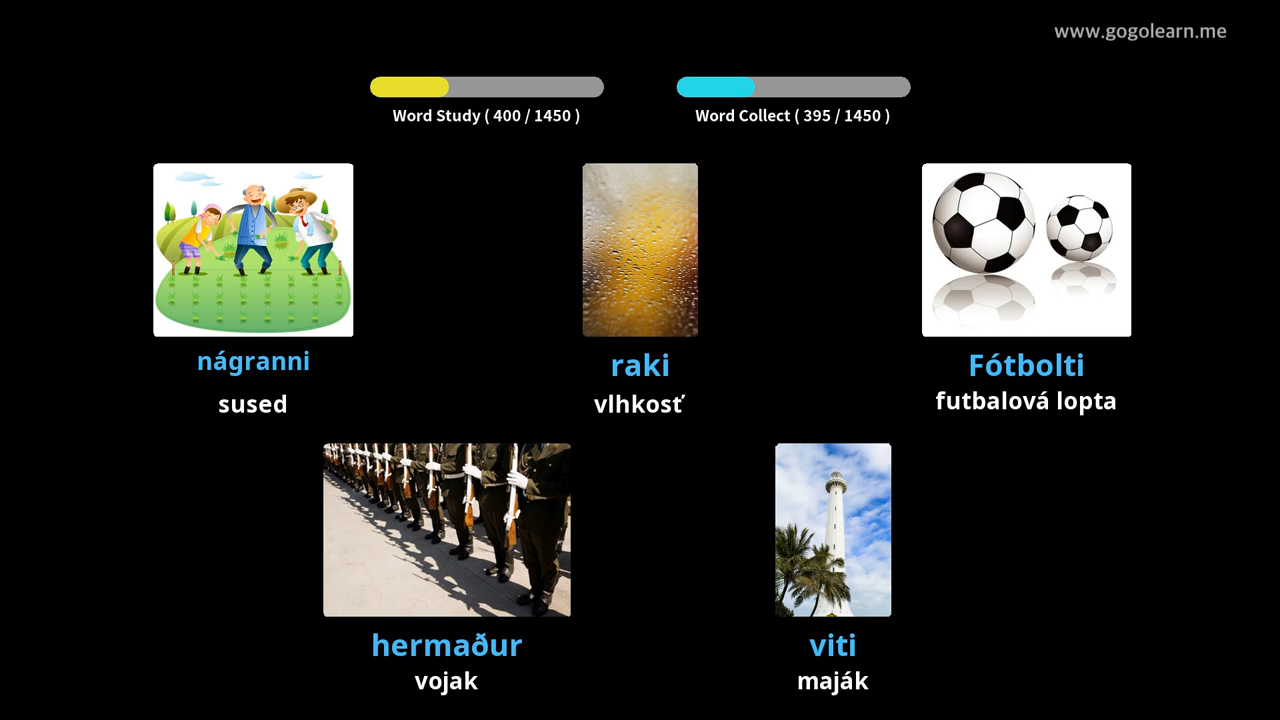 www.gogolearn.me
Word Study ( 400 / 1450 )
Word Collect ( 395 / 1450 )
nágranni
raki
Fótbolti
sused
vlhkosť
futbalová lopta
hermaður
viti
vojak
maják